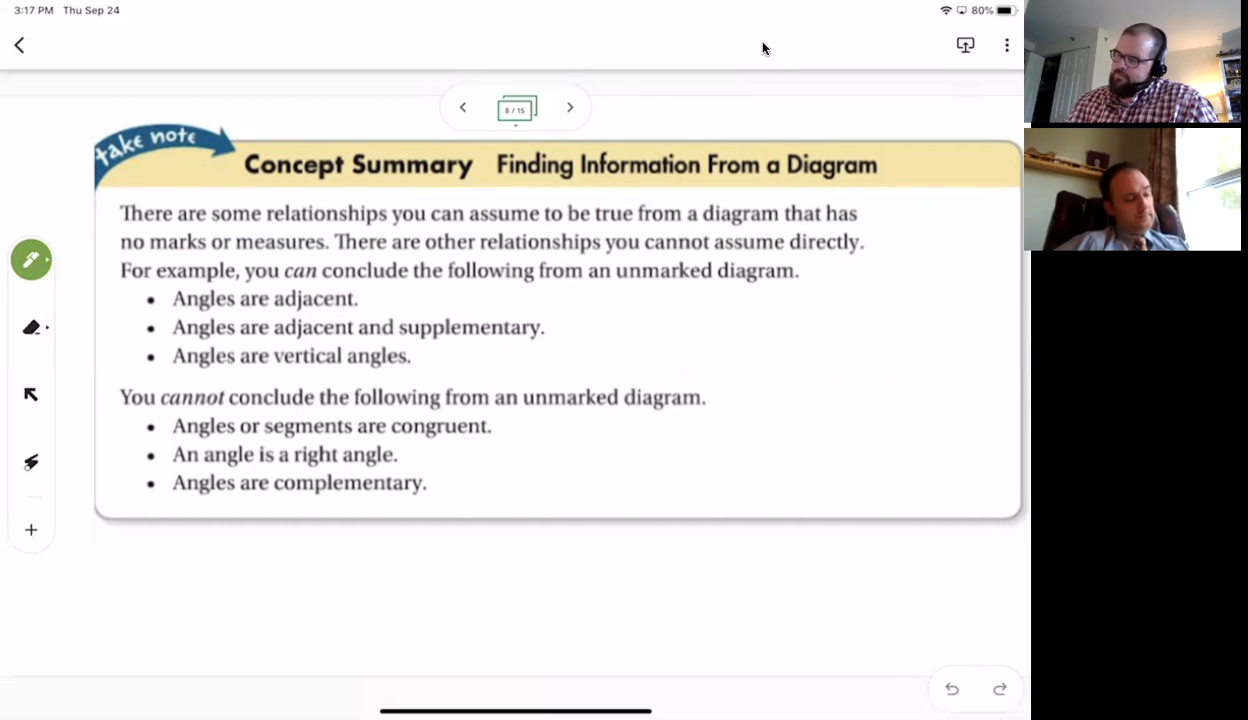 3:17 PM Thu Sep 24
80%
8 / 15
take note
Concept Summary Finding Information From a Diagram
There are some relationships you can assume to be true from a diagram that has
no marks or measures. There are other relationships you cannot assume directly.
For example, you can conclude the following from an unmarked diagram.
• Angles are adjacent.
• Angles are adjacent and supplementary.
• Angles are vertical angles.
You cannot conclude the following from an unmarked diagram.
• Angles or segments are congruent.
• An angle is a right angle.
• Angles are complementary.